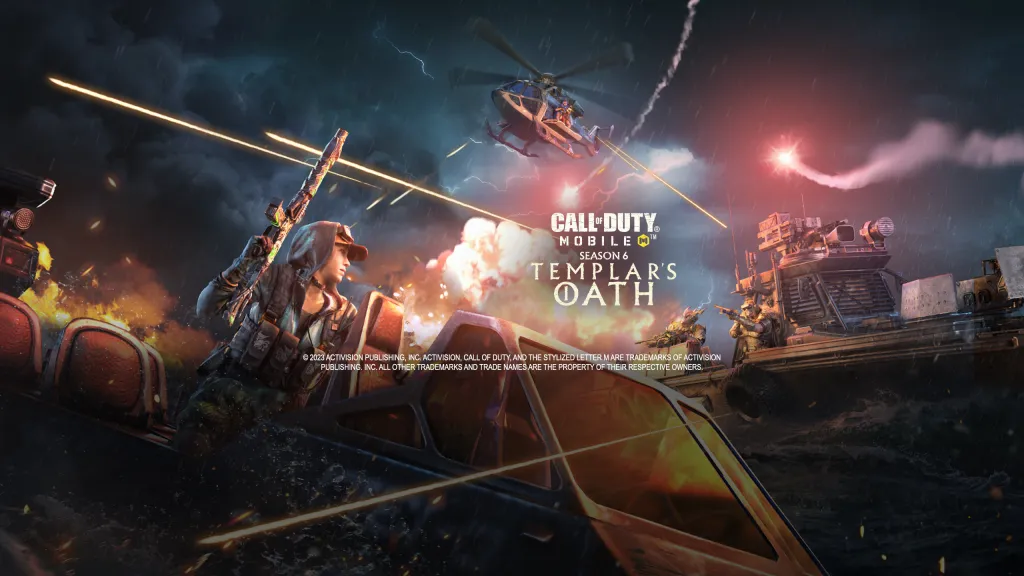 CALL OF DUTY®
MOBILE M™
SEASON 6
TEMPLAR'S
OATH
© 2023 ACTIVISION PUBLISHING, INC. ACTIVISION, CALL OF DUTY, AND THE STYLIZED LETTER M ARE TRADEMARKS OF ACTIVISION
PUBLISHING, INC. ALL OTHER TRADEMARKS AND TRADE NAMES ARE THE PROPERTY OF THEIR RESPECTIVE OWNERS.